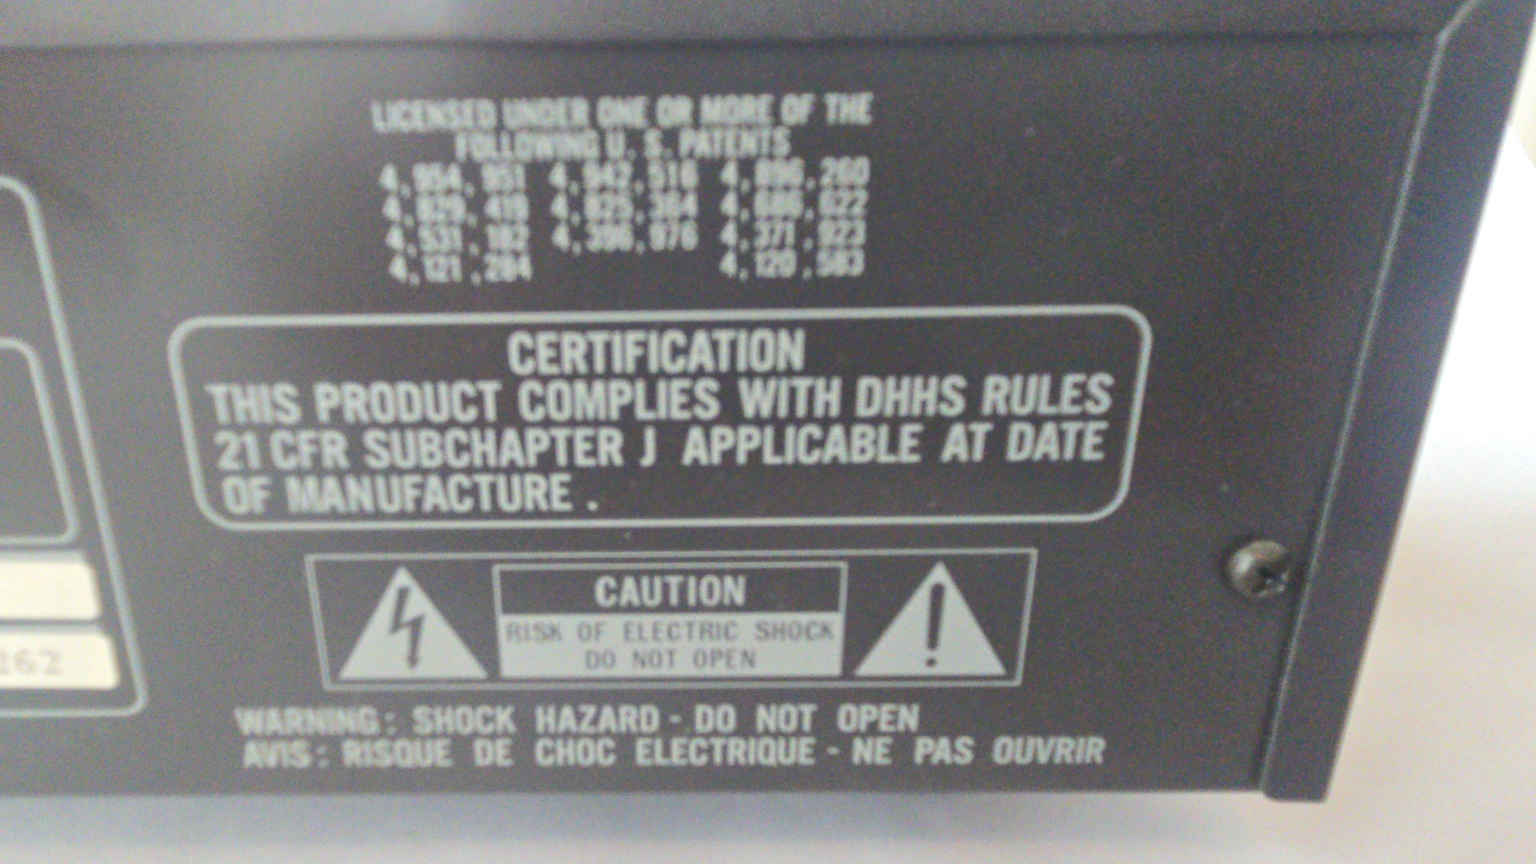 LICENSED UNDER ONE OR MORE OF THE
FOLLOWING U. S. PATENTS
CERTIFICATION
THIS PRODUCT COMPLIES WITH DHHS RULES
21 CFR SUBCHAPTER J APPLICABLE AT DATE
OF MANUFACTURE .
CAUTION
RISK OF ELECTRIC SHOCK
DO NOT OPEN
WARNING: SHOCK HAZARD - DO NOT OPEN
AVIS: RISQUE DE CHOC ELECTRIQUE - NE PAS OUVRIR